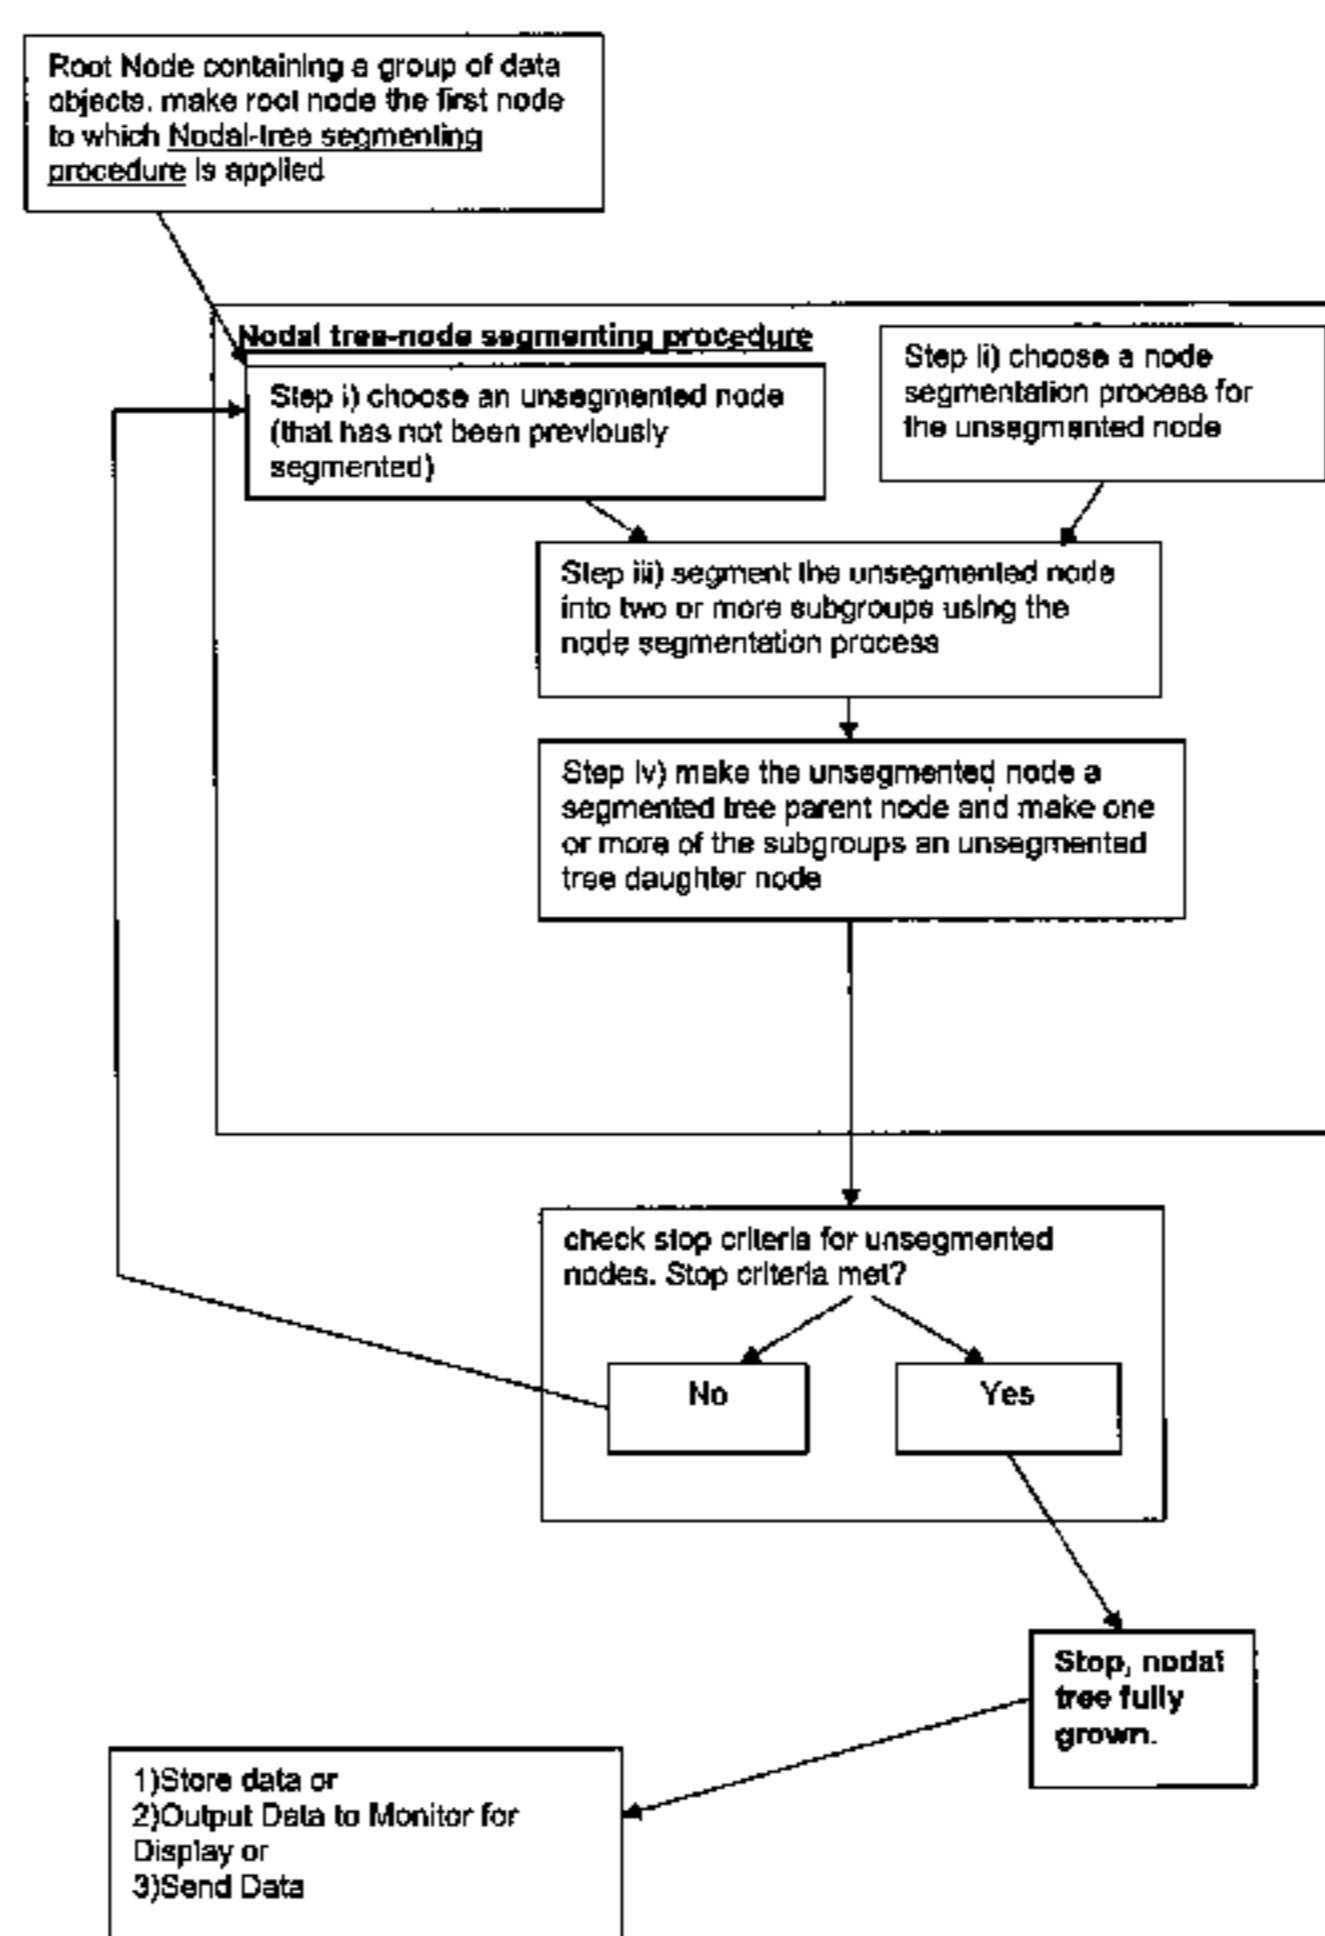 Root Node containing a group of data
objects. make root node the first node
to which Nodal-tree segmenting
procedure is applied
Nodal tree-node segmenting procedure
Step i) choose an unsegmented node
(that has not been previously
segmented)
Step ii) choose a node
segmentation process for
the unsegmented node
Step iii) segment the unsegmented node
into two or more subgroups using the
node segmentation process
Step iv) make the unsegmented node a
segmented tree parent node and make one
or more of the subgroups an unsegmented
tree daughter node
check stop criteria for unsegmented
nodes. Stop criteria met?
No
Yes
Stop, nodal
tree fully
grown.
1)Store data or
2)Output Data to Monitor for
Display or
3)Send Data